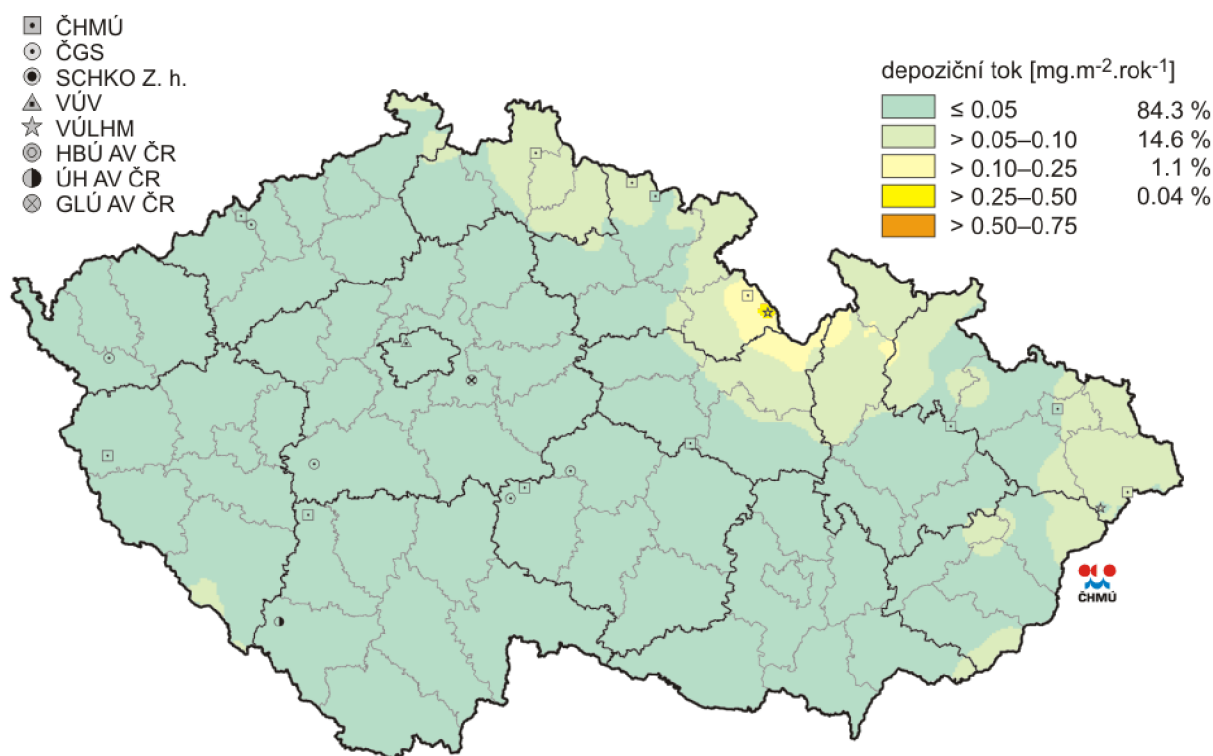 ČHMÚ
ČGS
SCHKO Z. h.
VÚV
VÚLHM
HBÚ AV ČR
ÚH AV ČR
GLÚ AV ČR
depoziční tok [mg.m⁻².rok⁻¹]
≤ 0.05 84.3 %
> 0.05–0.10 14.6 %
> 0.10–0.25 1.1 %
> 0.25–0.50 0.04 %
> 0.50–0.75
ČHMÚ